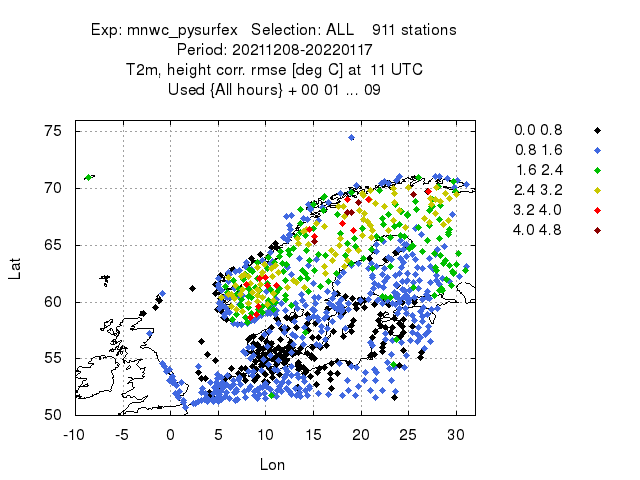 Exp: mnwc_pysurfex   Selection: ALL    911 stations
Period: 20211208-20220117
T2m, height corr. rmse [deg C] at  11 UTC
Used {All hours} + 00 01 ... 09
75
70
65
60
55
50
Lat
-10 -5 0 5 10 15 20 25 30
Lon
0.0 0.8
0.8 1.6
1.6 2.4
2.4 3.2
3.2 4.0
4.0 4.8